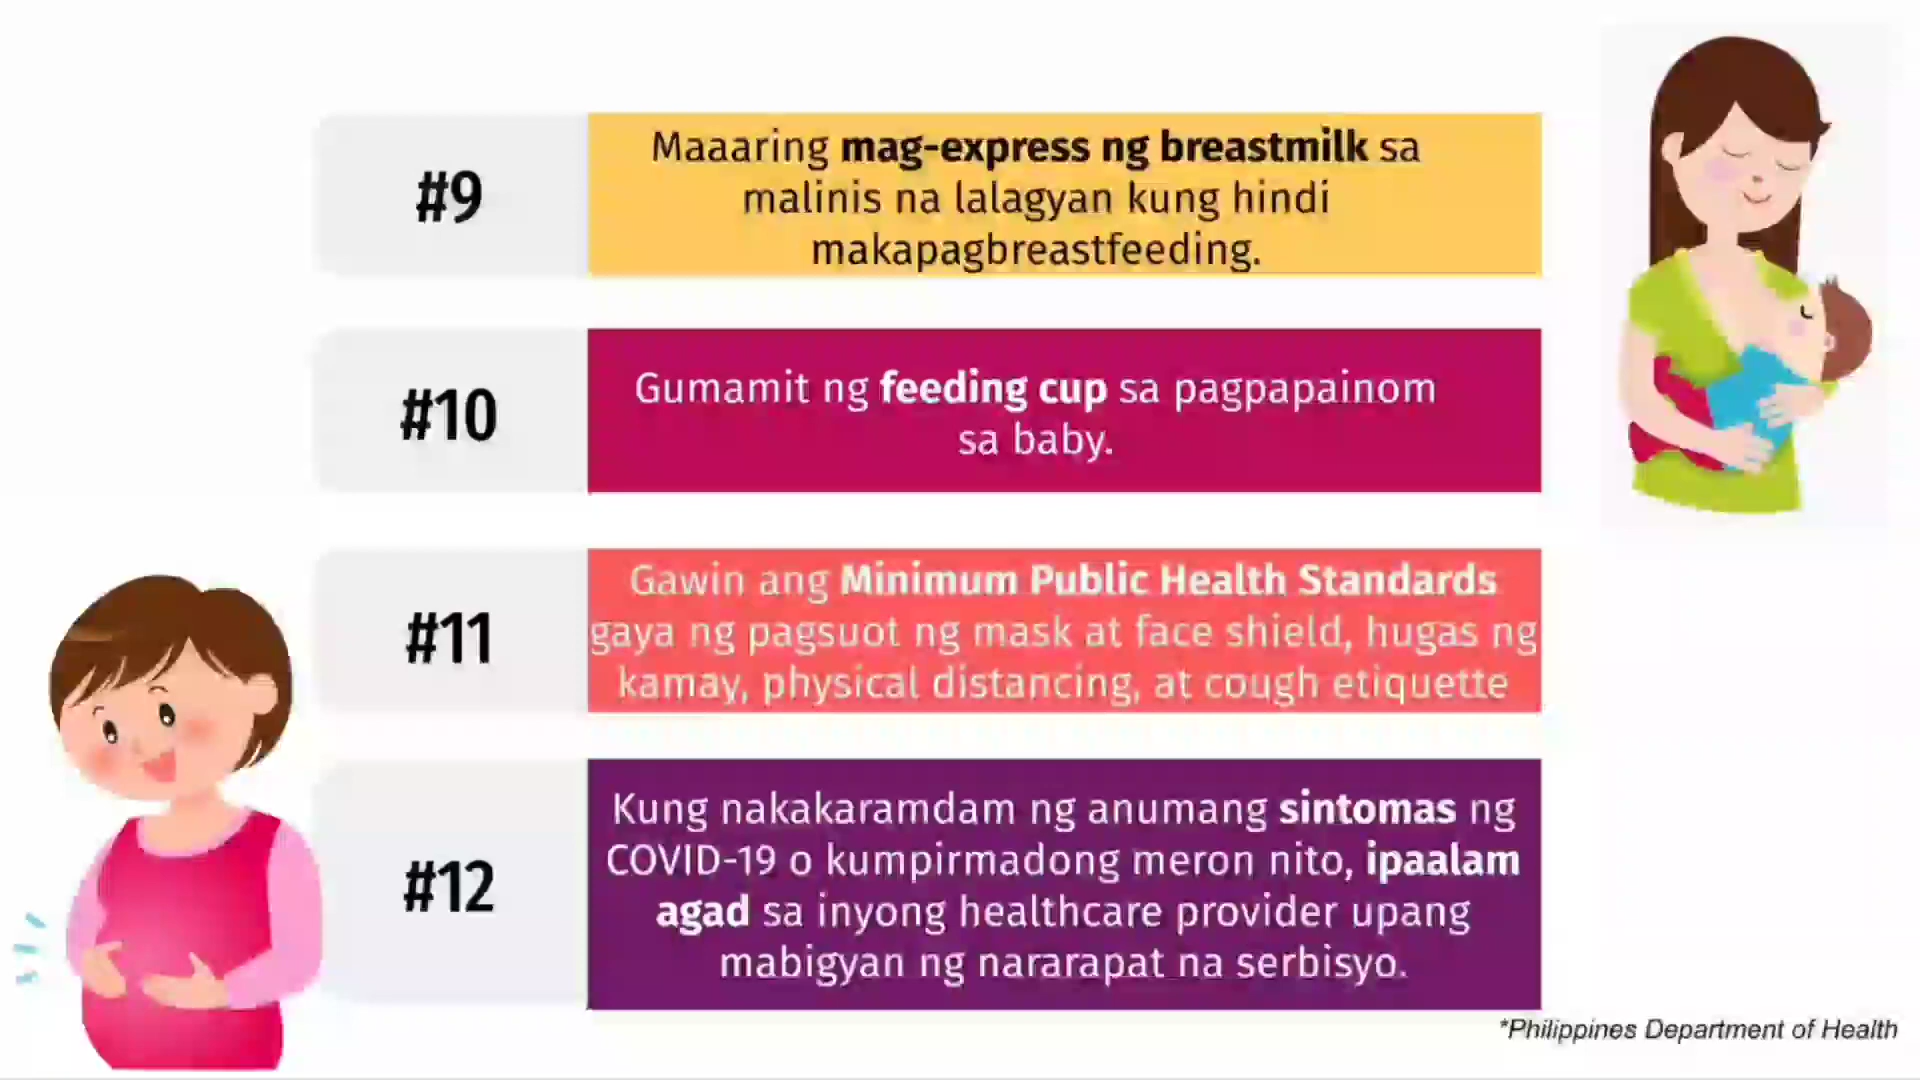 #9
Maaaring mag-express ng breastmilk sa
malinis na lalagyan kung hindi
makapagbreastfeeding.
#10
Gumamit ng feeding cup sa pagpapainom
sa baby.
#11
Gawin ang Minimum Public Health Standards
gaya ng pagsuot ng mask at face shield, hugas ng
kamay, physical distancing, at cough etiquette
#12
Kung nakakaramdam ng anumang sintomas ng
COVID-19 o kumpirmadong meron nito, ipaalam
agad sa inyong healthcare provider upang
mabigyan ng nararapat na serbisyo.
*Philippines Department of Health